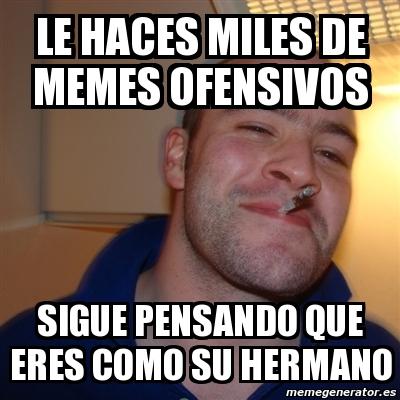 LE HACES MILES DE
MEMES OFENSIVOS
SIGUE PENSANDO QUE
ERES COMO SU HERMANO
memegenerator.es